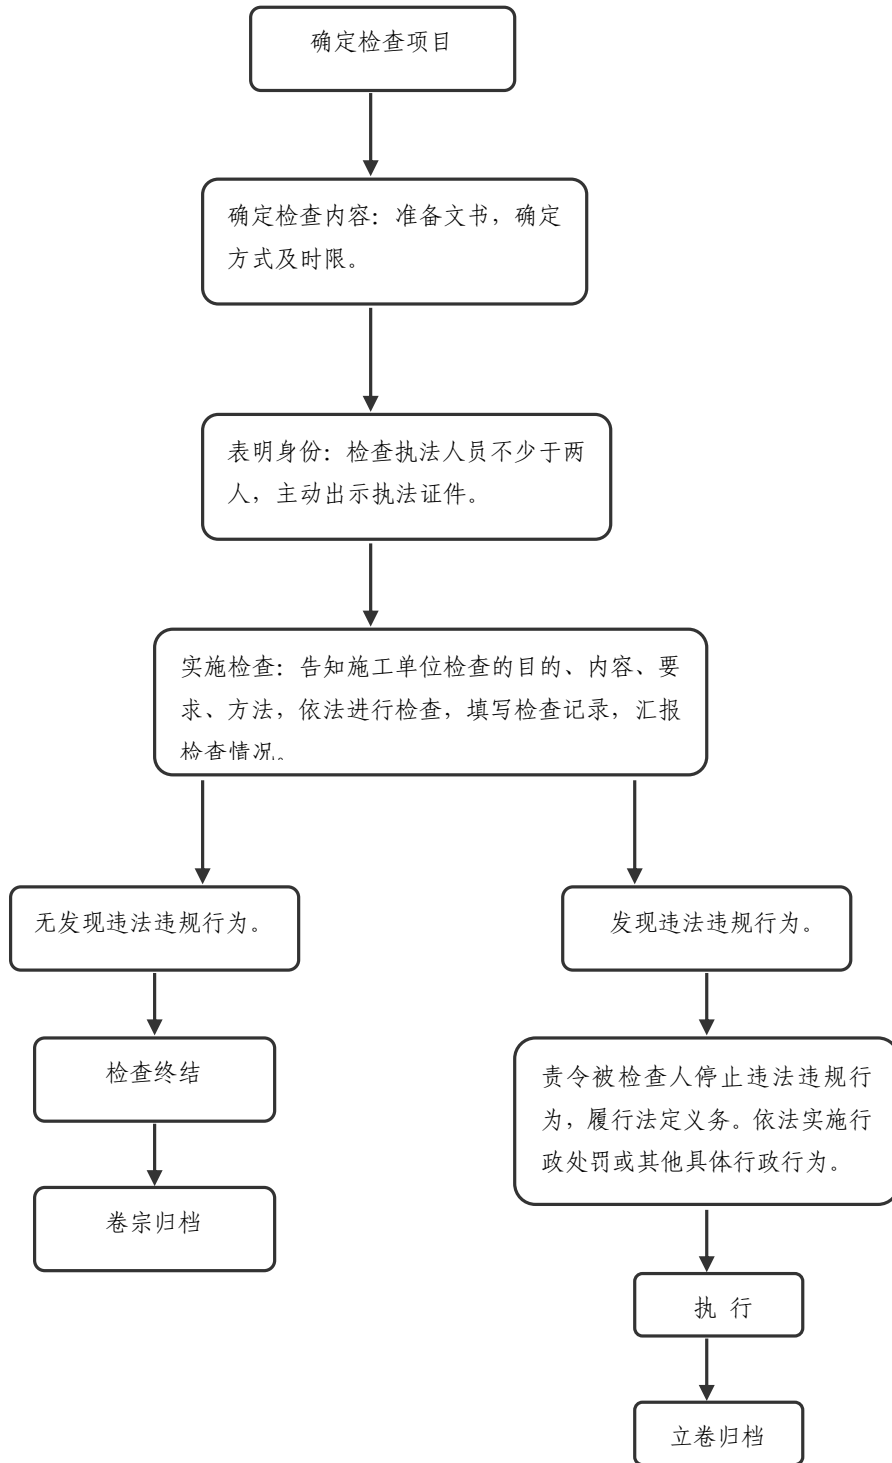 确定检查项目
确定检查内容：准备文书，确定
方式及时限。
表明身份：检查执法人员不少于两
人，主动出示执法证件。
实施检查：告知施工单位检查的目的、内容、要
求、方法，依法进行检查，填写检查记录，汇报
检查情况。
无发现违法违规行为。
发现违法违规行为。
检查终结
责令被检查人停止违法违规行
为，履行法定义务。依法实施行
政处罚或其他具体行政行为。
卷宗归档
执 行
立卷归档